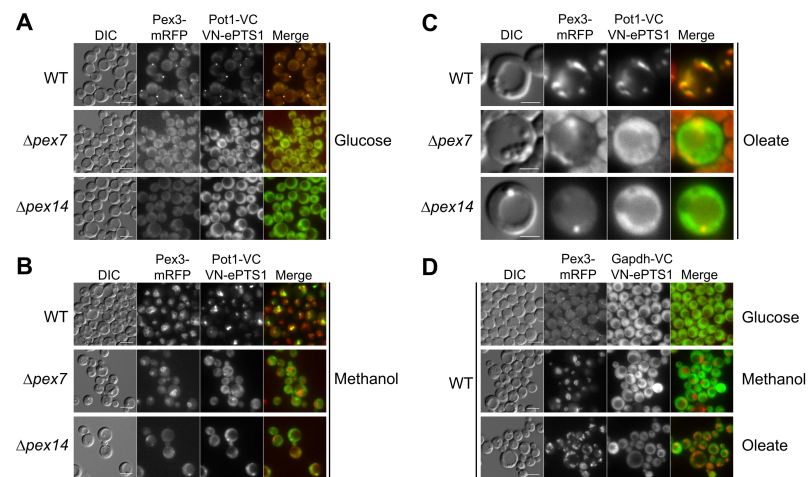 A
DIC
Pex3-
mRFP
Pot1-VC
VN-ePTS1
Merge
WT
Δpex7
Δpex14
Glucose
B
DIC
Pex3-
mRFP
Pot1-VC
VN-ePTS1
Merge
WT
Δpex7
Δpex14
Methanol
C
DIC
Pex3-
mRFP
Pot1-VC
VN-ePTS1
Merge
WT
Δpex7
Δpex14
Oleate
D
DIC
Pex3-
mRFP
Gapdh-VC
VN-ePTS1
Merge
WT
Glucose
Methanol
Oleate